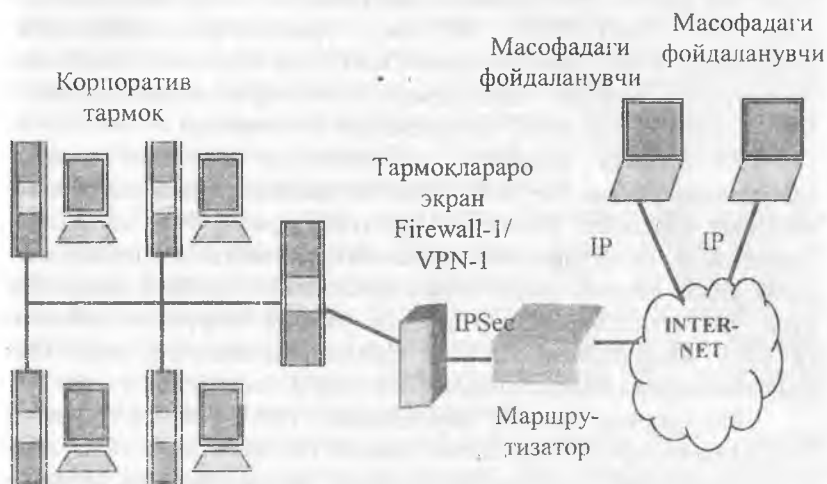 Масофадаги
фойдаланувчи
Масофадаги
фойдаланувчи
Корпоратив
тармок
Тармоқлараро
экран
Firewall-1/
VPN-1
IP
IP
IPSec
INTER-
NET
Маршру-
тизатор